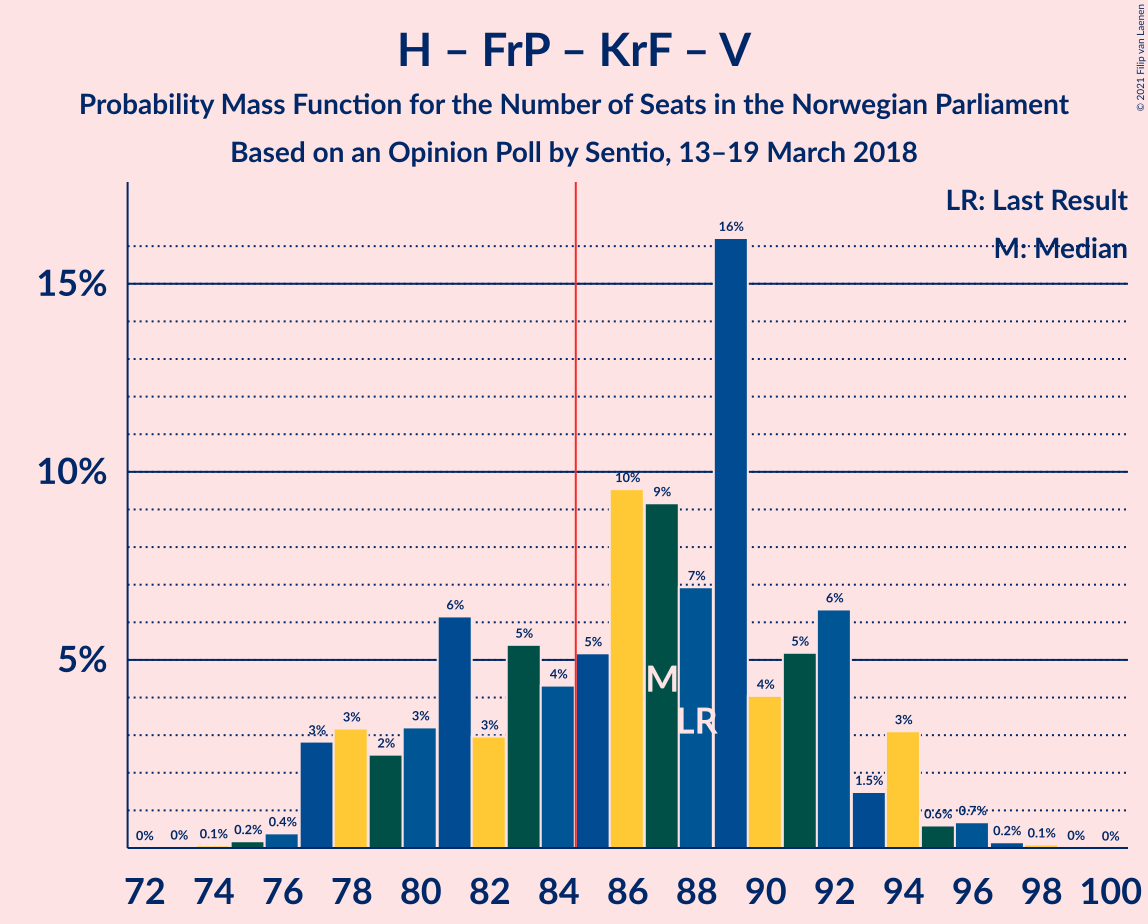 H – FrP – KrF – V
Probability Mass Function for the Number of Seats in the Norwegian Parliament
Based on an Opinion Poll by Sentio, 13–19 March 2018
© 2021 Filip van Laenen
LR: Last Result
M: Median
15%
10%
5%
0% 0% 0.1% 0.2% 0.4% 3% 3% 2% 3% 6% 3% 5% 4% 5% 10% 9% 7% 16% 4% 5% 6% 1.5% 3% 0.6% 0.7% 0.2% 0.1% 0% 0%
M
LR
72 74 76 78 80 82 84 86 88 90 92 94 96 98 100